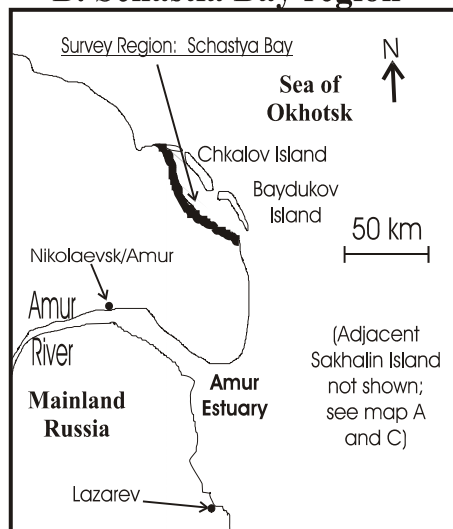 Survey Region: Schastya Bay
N
Sea of
Okhotsk
Chkalov Island
Baydukov
Island
50 km
Nikolaevsk/Amur
Amur
River
(Adjacent
Sakhalin Island
not shown;
see map A
and C)
Amur
Estuary
Mainland
Russia
Lazarev